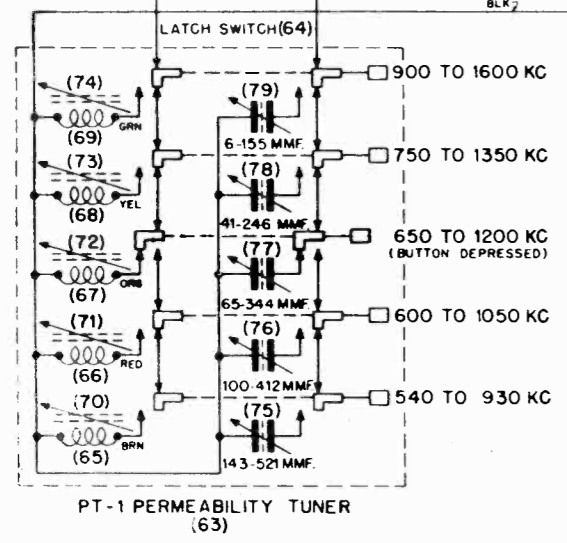 BLK2
LATCH SWITCH (64)
(74)
(79)
900 TO 1600 KC
GRN
(69)
6-155 MMF.
(73)
(78)
750 TO 1350 KC
YEL
(68)
41-246 MMF.
(72)
(77)
650 TO 1200 KC
(BUTTON DEPRESSED)
ORG
(67)
65-344 MMF.
(71)
(76)
600 TO 1050 KC
RED
(66)
100-412 MMF.
(70)
(75)
540 TO 930 KC
BRN
(65)
143-521 MMF.
PT-1 PERMEABILITY TUNER
(63)